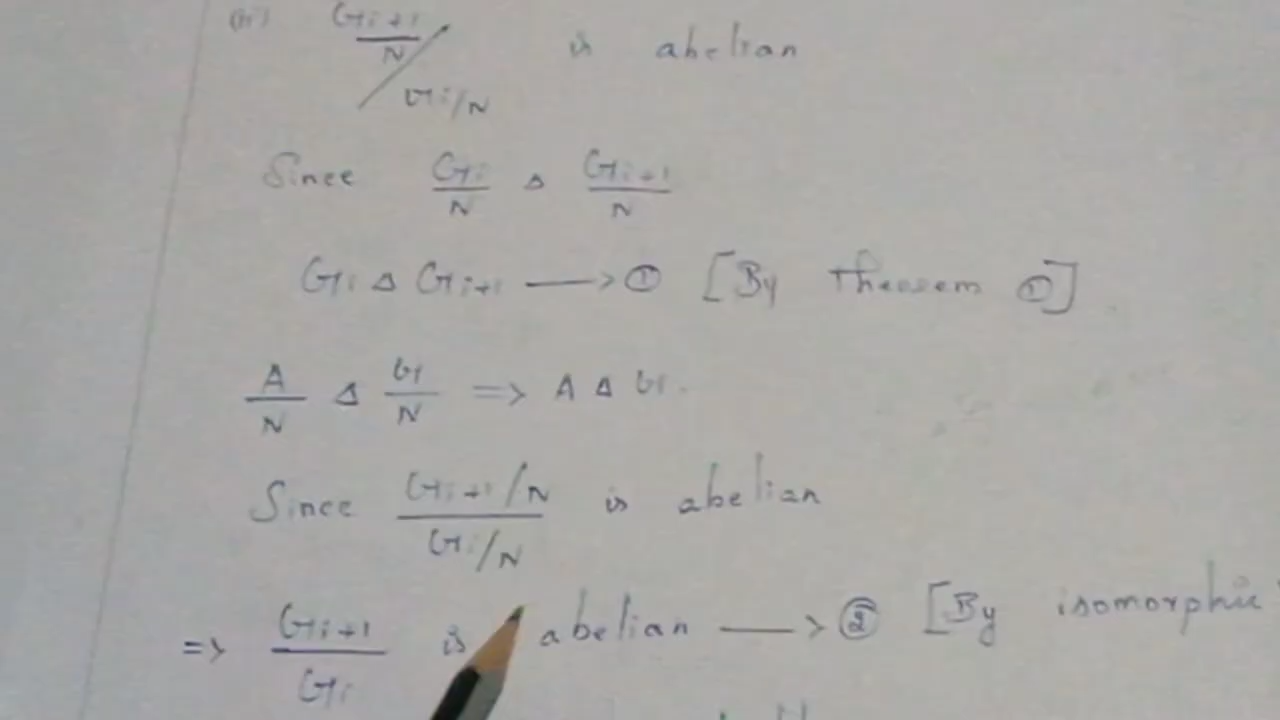 (ii) Gi+1/N / Gi/N is abelian
Since Gi/N Δ Gi+1/N
Gi Δ Gi+1 —> ① [By Theorem ①]
A/N Δ G/N => A Δ G.
Since Gi+1/N / Gi/N is abelian
=> Gi+1/Gi is abelian —> ② [By isomorphic